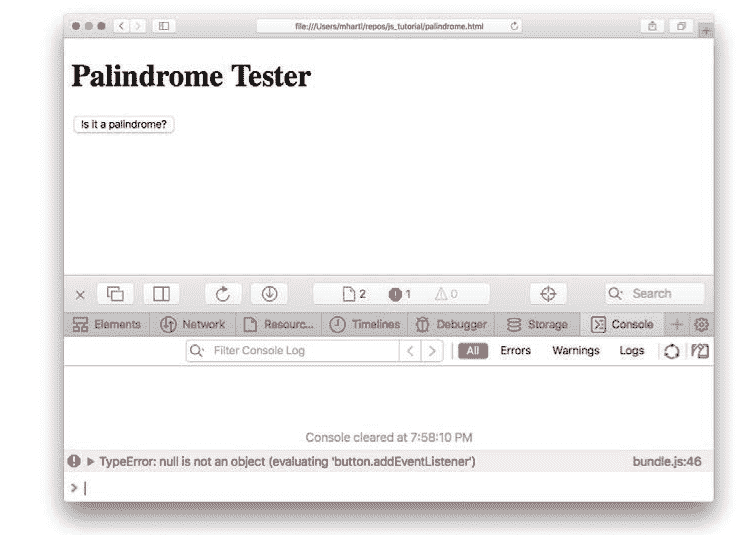 file:///Users/mhartl/repos/js_tutorial/palindrome.html
Palindrome Tester
Is it a palindrome?
2 1 0 Search
Elements Network Resourc... Timelines Debugger Storage Console
Filter Console Log All Errors Warnings Logs
Console cleared at 7:58:10 PM
TypeError: null is not an object (evaluating 'button.addEventListener') bundle.js:46